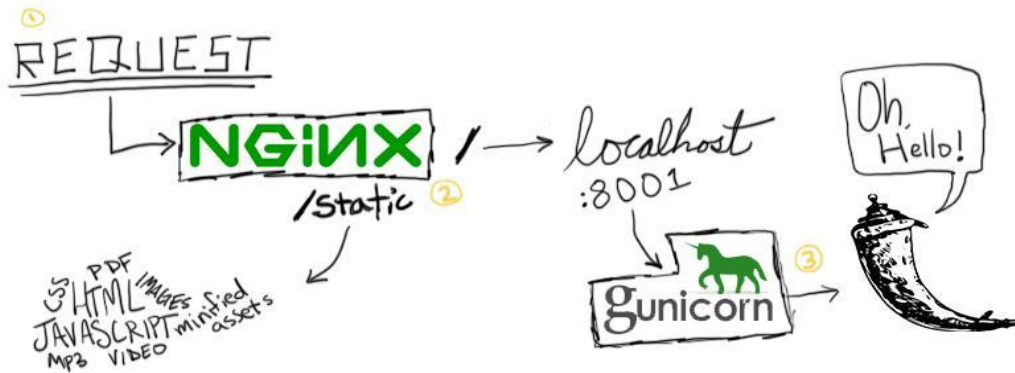 1
REQUEST
NGiNX / localhost
:8001
/static 2
Oh,
Hello!
gunicorn 3
CSS PDF
HTML IMAGES
JAVASCRIPT minified
assets
MP3 VIDEO